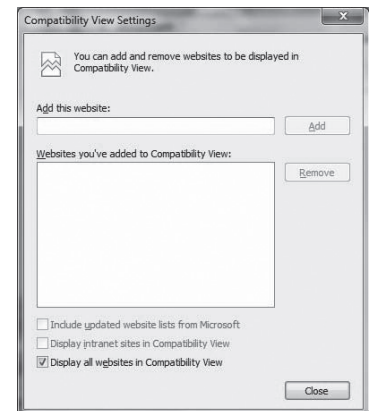 Compatibility View Settings
x
You can add and remove websites to be displayed in
Compatibility View.
Add this website:
Add
Websites you've added to Compatibility View:
Remove
Include updated website lists from Microsoft
Display intranet sites in Compatibility View
Display all websites in Compatibility View
Close